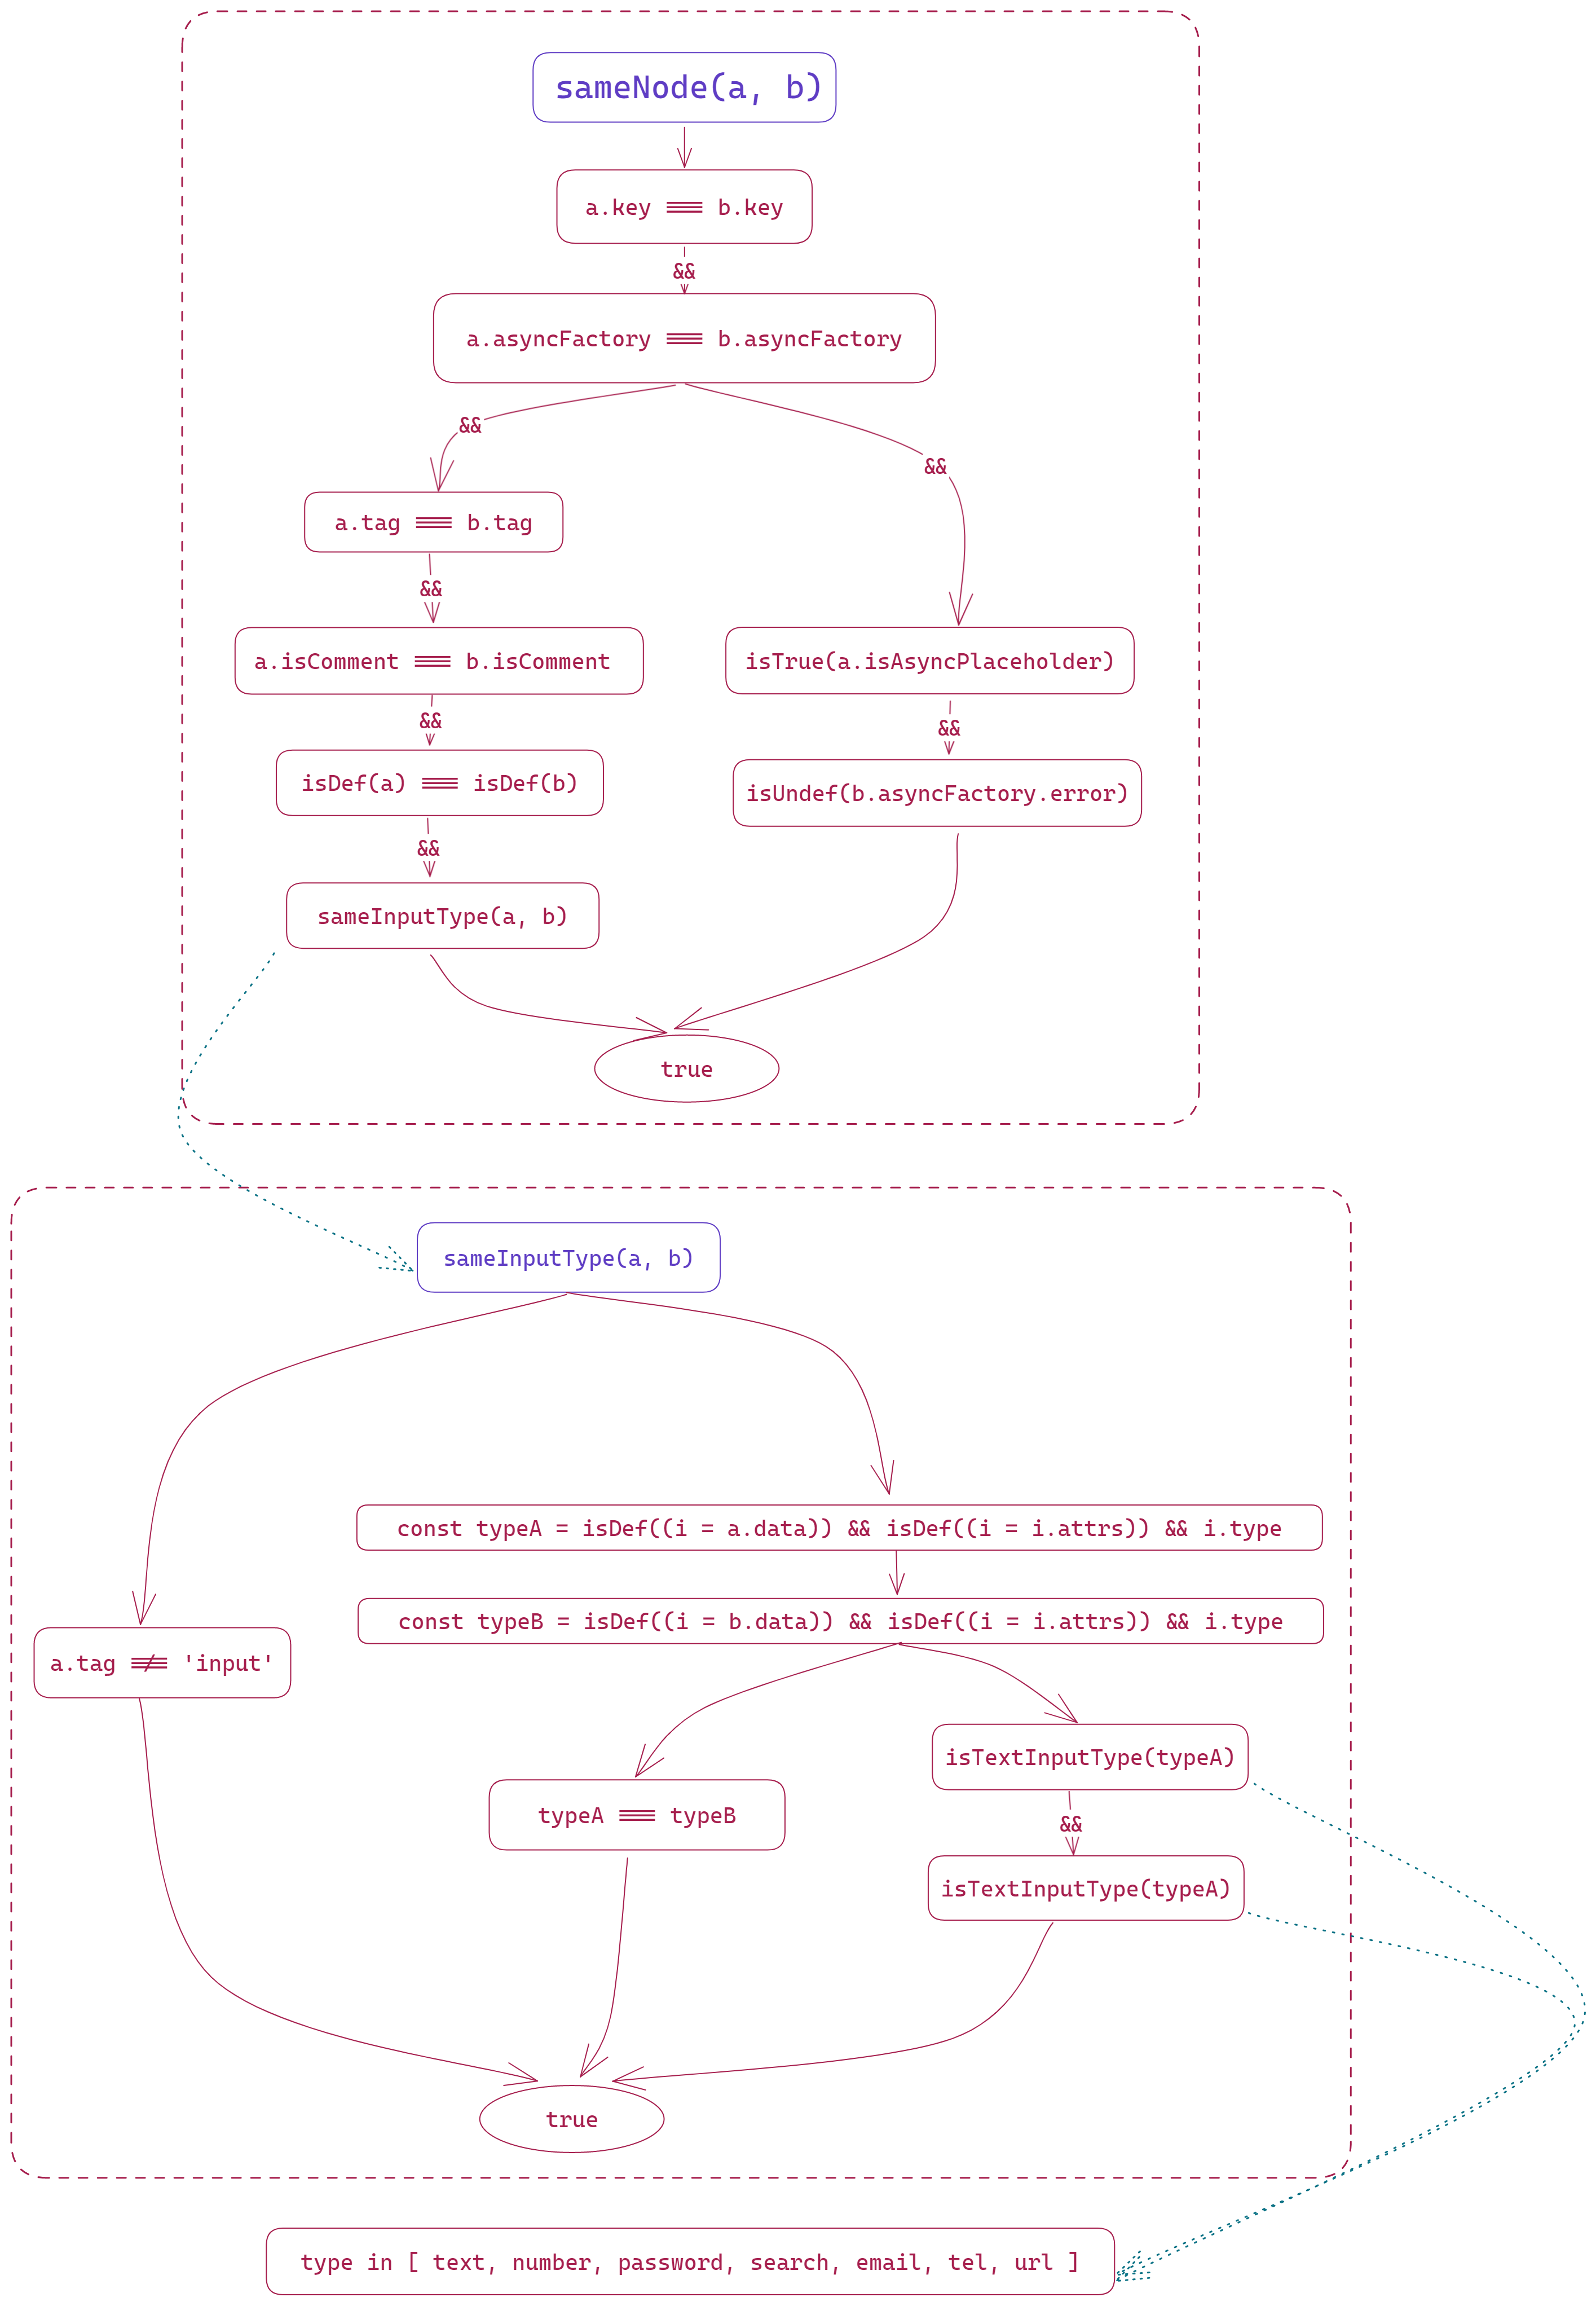 sameNode(a, b)
a.key === b.key
&&
a.asyncFactory === b.asyncFactory
&&
&&
a.tag === b.tag
&&
a.isComment === b.isComment
isTrue(a.isAsyncPlaceholder)
&&
&&
isDef(a) === isDef(b)
isUndef(b.asyncFactory.error)
&&
sameInputType(a, b)
true
sameInputType(a, b)
const typeA = isDef((i = a.data)) && isDef((i = i.attrs)) && i.type
const typeB = isDef((i = b.data)) && isDef((i = i.attrs)) && i.type
a.tag !== 'input'
isTextInputType(typeA)
typeA === typeB
&&
isTextInputType(typeA)
true
type in [ text, number, password, search, email, tel, url ]